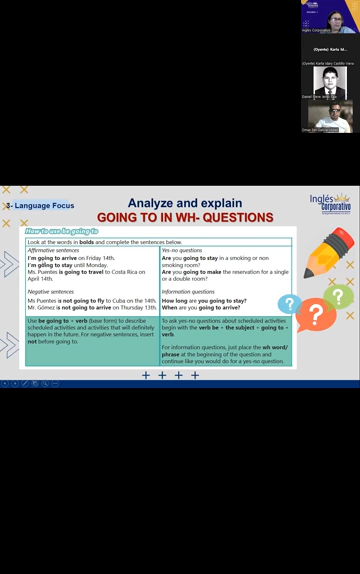 Inglés Corporativo
(Oyente) Karla Id...
3- Language Focus
Analyze and explain
GOING TO IN WH- QUESTIONS
Inglés
Corporativo
How to use be going to
Look at the words in bolds and complete the sentences below.
Affirmative sentences
I'm going to arrive on Friday 14th.
I'm going to stay until Monday.
Ms. Fuentes is going to travel to Costa Rica on
April 14th.
Yes-no questions
Are you going to stay in a smoking or non
smoking room?
Are you going to make the reservation for a single
or a double room?
Negative sentences
Ms Fuentes is not going to fly to Cuba on the 14th.
Mr. Gómez is not going to arrive on Thursday 13th.
Information questions
How long are you going to stay?
When are you going to arrive?
Use be going to + verb (base form) to describe
scheduled activities and activities that will definitely
happen in the future. For negative sentences, insert
not before going to.
To ask yes-no questions about scheduled activities
begin with the verb be + the subject + going to +
verb.
For information questions, just place the wh word/
phrase at the beginning of the question and
continue like you would do for a yes-no question.